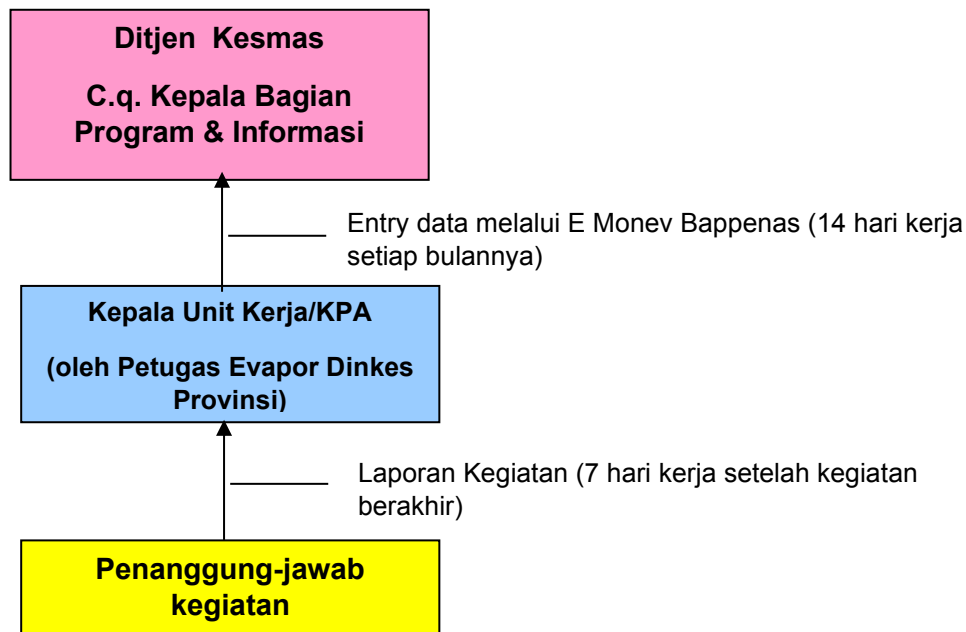 Ditjen Kesmas
C.q. Kepala Bagian
Program & Informasi
Entry data melalui E Monev Bappenas (14 hari kerja
setiap bulannya)
Kepala Unit Kerja/KPA
(oleh Petugas Evapor Dinkes
Provinsi)
Laporan Kegiatan (7 hari kerja setelah kegiatan
berakhir)
Penanggung-jawab
kegiatan